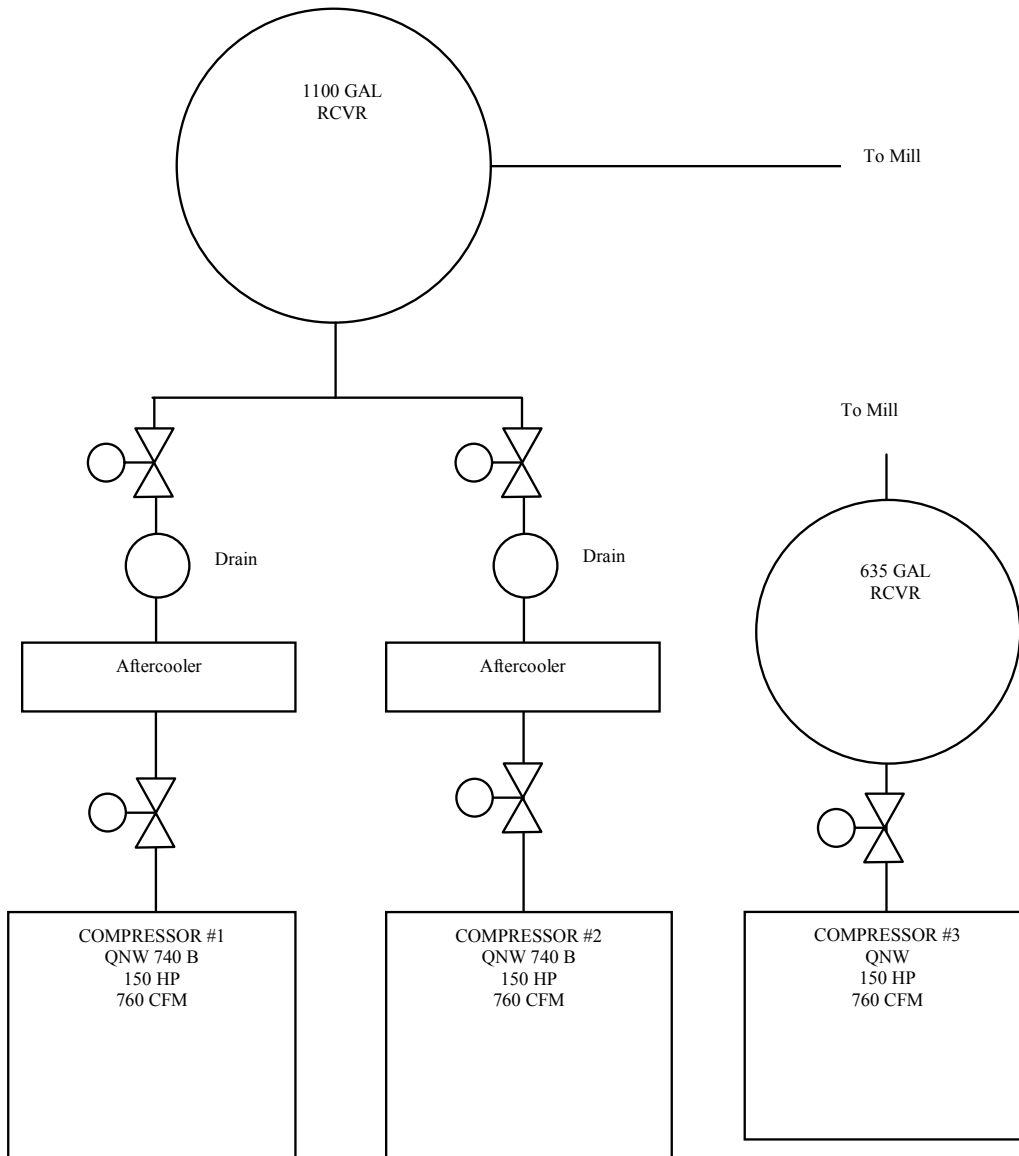 1100 GAL
RCVR
To Mill
To Mill
Drain
Drain
635 GAL
RCVR
Aftercooler
Aftercooler
COMPRESSOR #1
QNW 740 B
150 HP
760 CFM
COMPRESSOR #2
QNW 740 B
150 HP
760 CFM
COMPRESSOR #3
QNW
150 HP
760 CFM